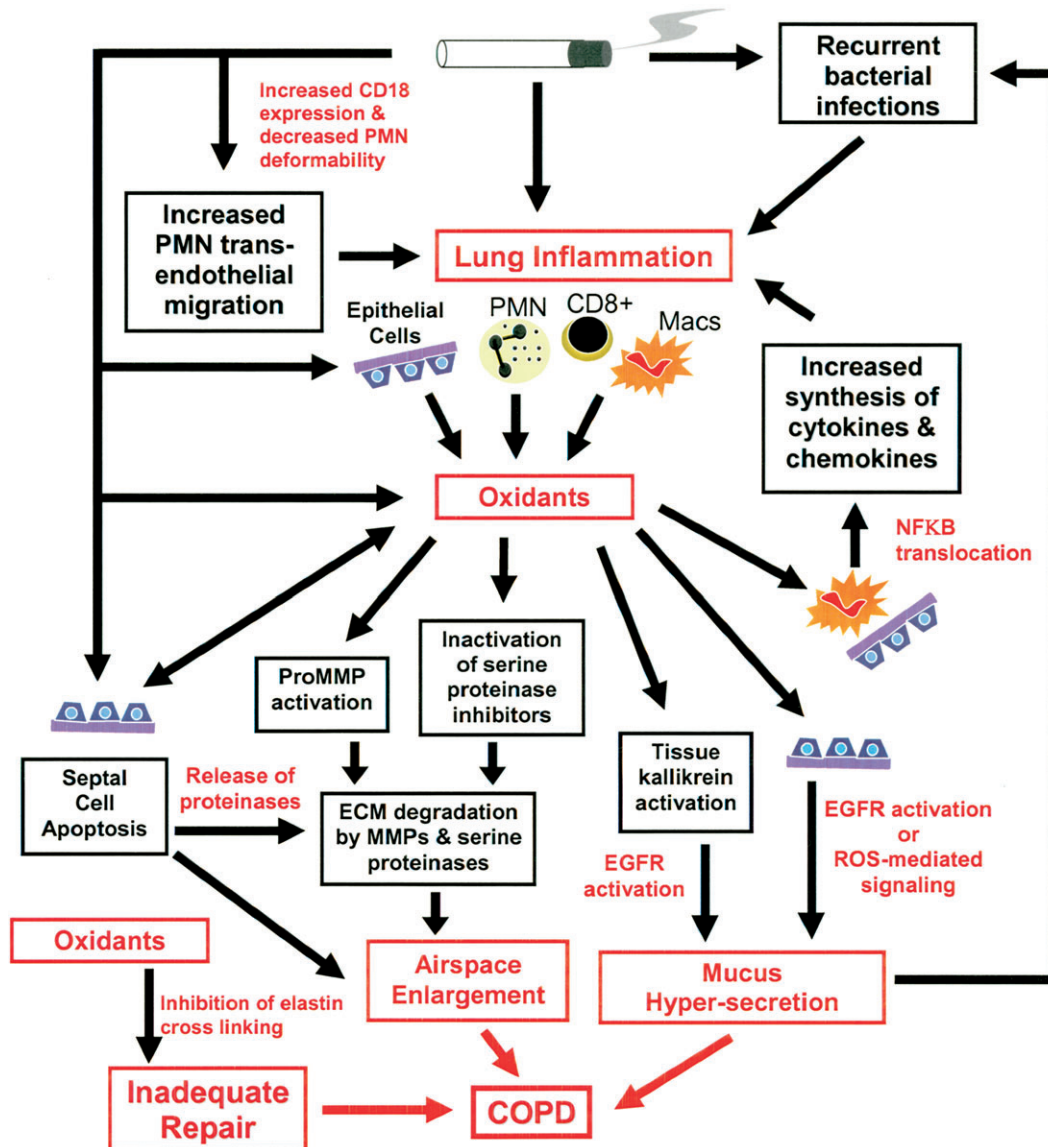 Recurrent
bacterial
infections
Increased CD18
expression &
decreased PMN
deformability
Increased
PMN trans-
endothelial
migration
Lung Inflammation
Epithelial
Cells
PMN
CD8+
Macs
Increased
synthesis of
cytokines &
chemokines
Oxidants
NFKB
translocation
ProMMP
activation
Inactivation
of serine
proteinase
inhibitors
Tissue
kallikrein
activation
Septal
Cell
Apoptosis
Release of
proteinases
ECM degradation
by MMPs & serine
proteinases
EGFR
activation
EGFR activation
or
ROS-mediated
signaling
Oxidants
Inhibition of elastin
cross linking
Airspace
Enlargement
Mucus
Hyper-secretion
Inadequate
Repair
COPD